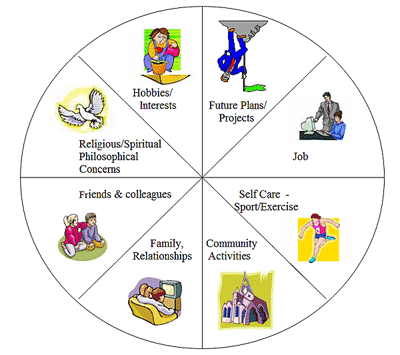 Hobbies/
Interests
Future Plans/
Projects
Religious/Spiritual
Philosophical
Concerns
Job
Friends & colleagues
Self Care -
Sport/Exercise
Family,
Relationships
Community
Activities